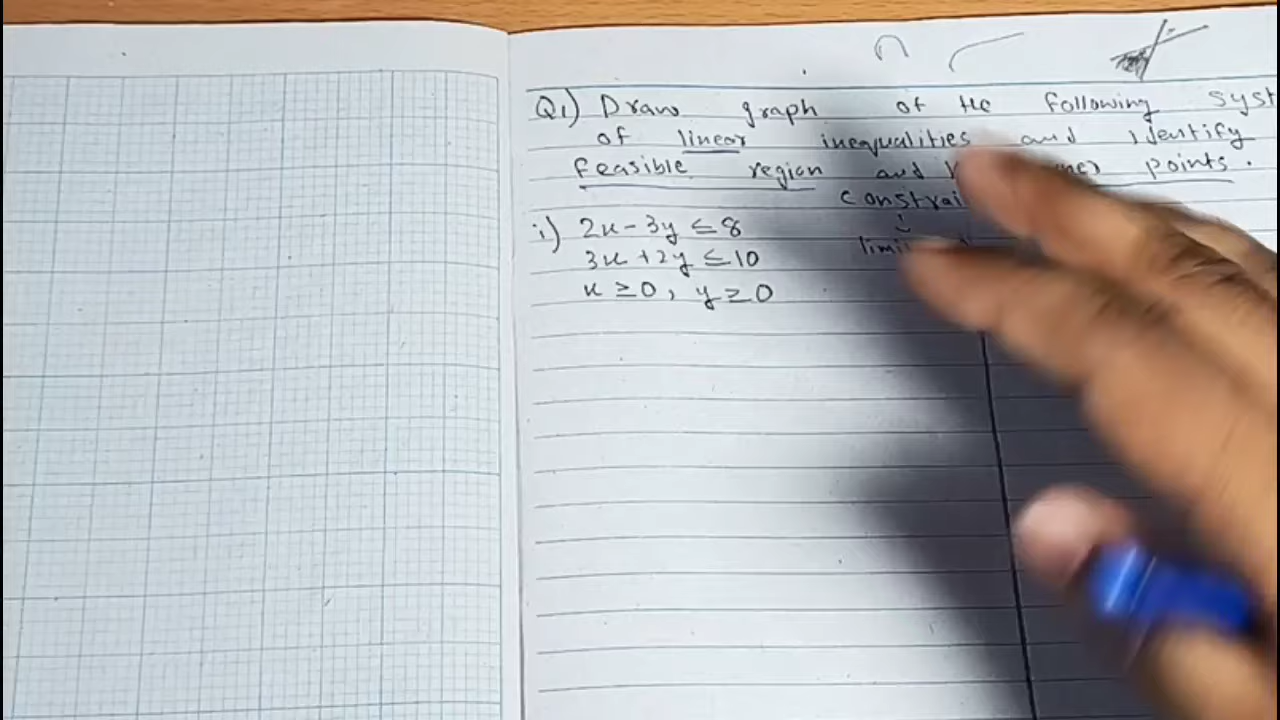 Q1) Draw graph of the following syst
of linear inequalities and identify
feasible region and points.
constrai
i) 2x - 3y ≤ 8
3x + 2y ≤ 10
x ≥ 0, y ≥ 0